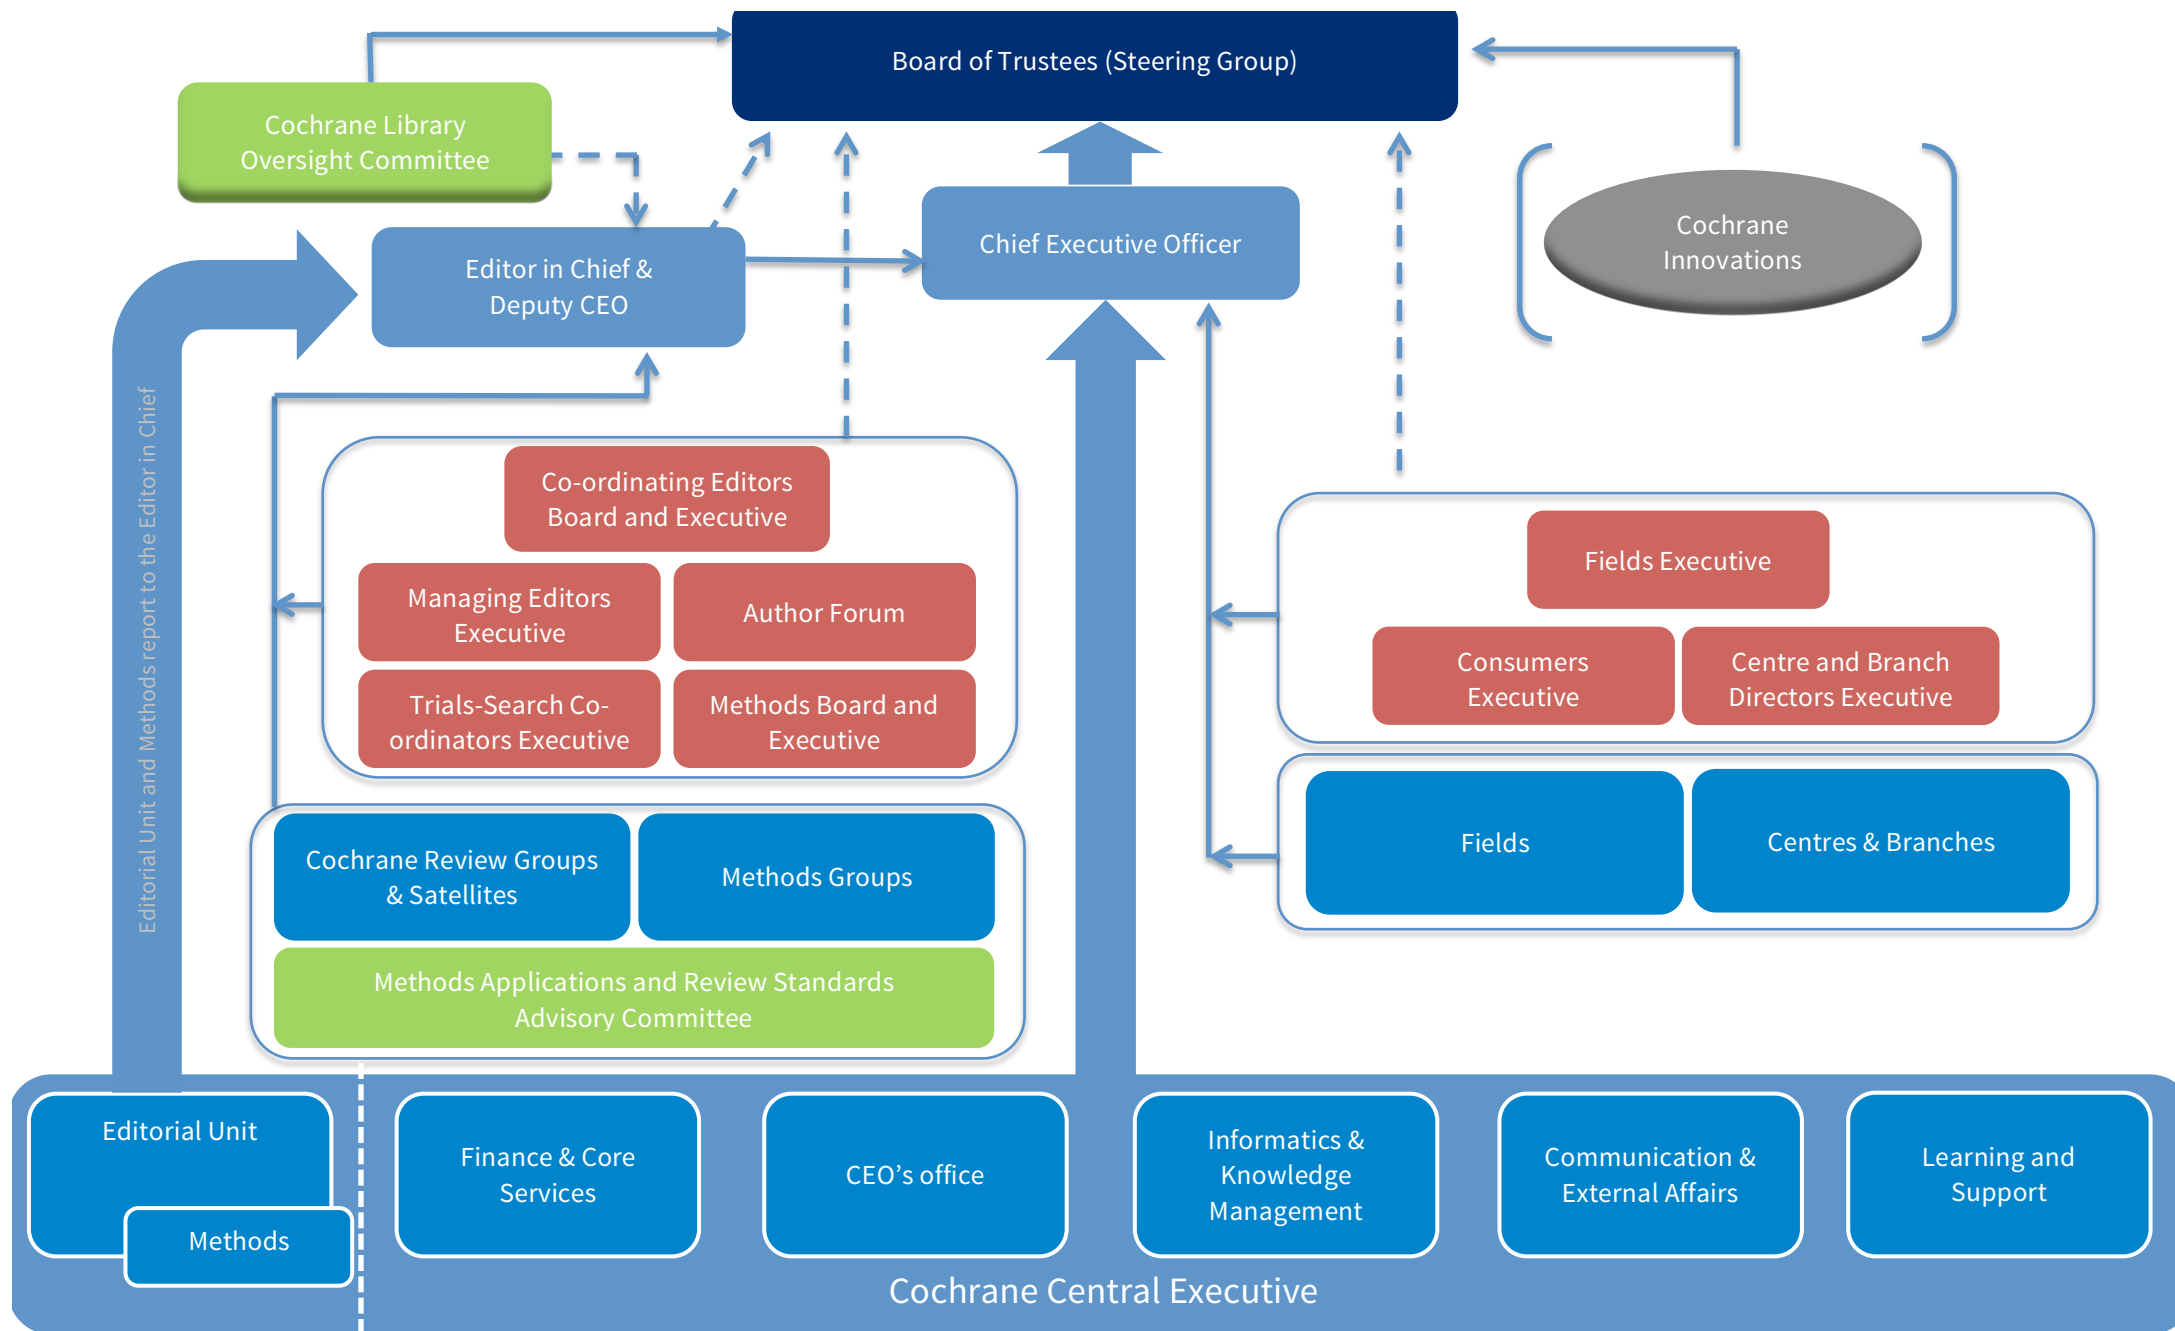 Board of Trustees (Steering Group)
Cochrane Library
Oversight Committee
Cochrane
Innovations
Chief Executive Officer
Editor in Chief &
Deputy CEO
Editorial Unit and Methods report to the Editor in Chief
Co-ordinating Editors
Board and Executive
Managing Editors
Executive
Author Forum
Trials-Search Co-
ordinators Executive
Methods Board and
Executive
Fields Executive
Consumers
Executive
Centre and Branch
Directors Executive
Cochrane Review Groups
& Satellites
Methods Groups
Fields
Centres & Branches
Methods Applications and Review Standards
Advisory Committee
Editorial Unit
Methods
Finance & Core
Services
CEO’s office
Informatics &
Knowledge
Management
Communication &
External Affairs
Learning and
Support
Cochrane Central Executive